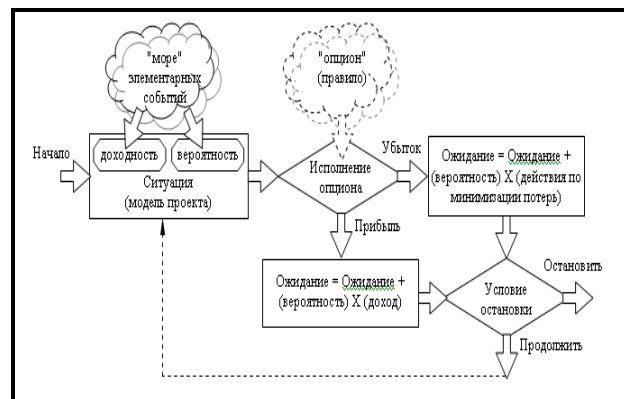 "море"
элементарных
событий
"опцион"
(правило)
Начало
доходность
вероятность
Ситуация
(модель проекта)
Исполнение
опциона
Убыток
Ожидание = Ожидание +
(вероятность) X (действия по
минимизации потерь)
Прибыль
Ожидание = Ожидание +
(вероятность) X (доход)
Условие
остановки
Остановить
Продолжить